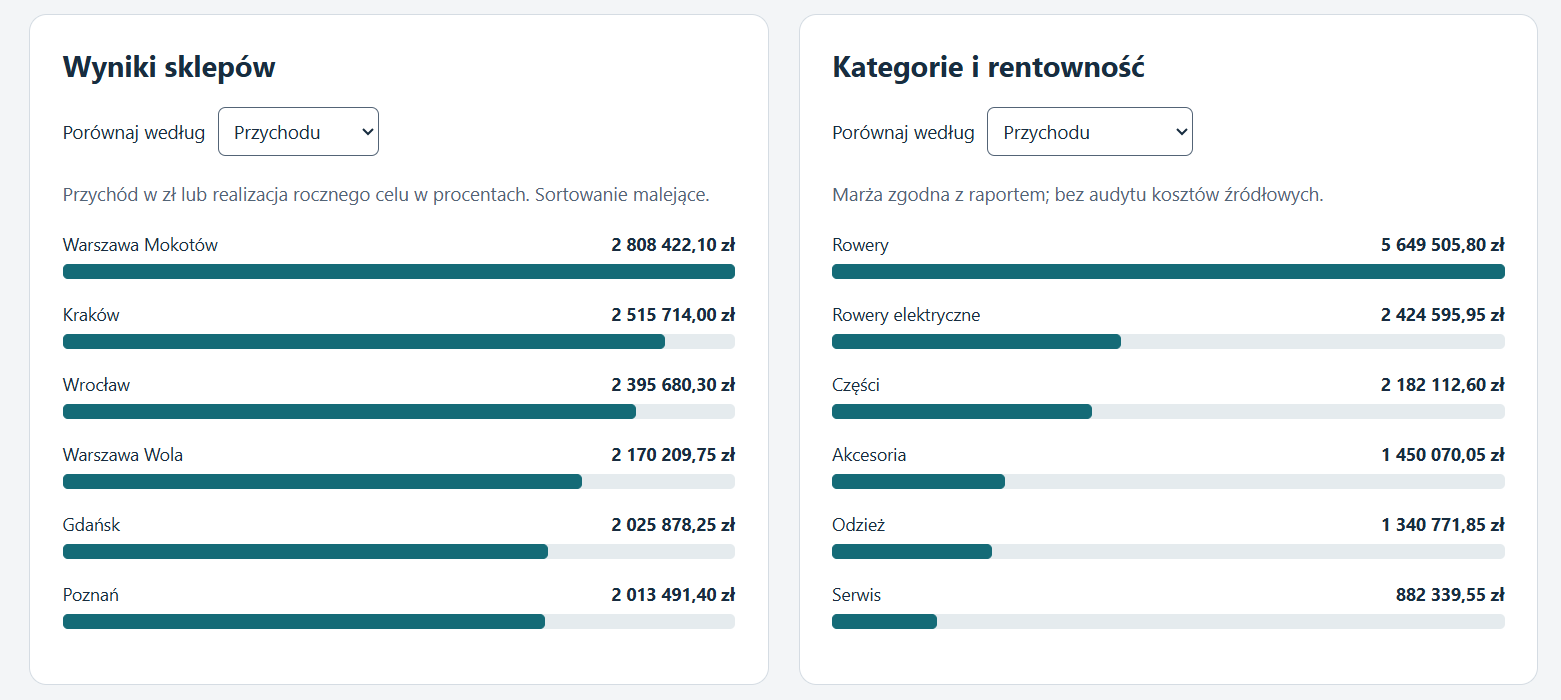 Wyniki sklepów
Porównaj według Przychodu
Przychód w zł lub realizacja rocznego celu w procentach. Sortowanie malejące.
Warszawa Mokotów 2 808 422,10 zł
Kraków 2 515 714,00 zł
Wrocław 2 395 680,30 zł
Warszawa Wola 2 170 209,75 zł
Gdańsk 2 025 878,25 zł
Poznań 2 013 491,40 zł
Kategorie i rentowność
Porównaj według Przychodu
Marża zgodna z raportem; bez audytu kosztów źródłowych.
Rowery 5 649 505,80 zł
Rowery elektryczne 2 424 595,95 zł
Części 2 182 112,60 zł
Akcesoria 1 450 070,05 zł
Odzież 1 340 771,85 zł
Serwis 882 339,55 zł